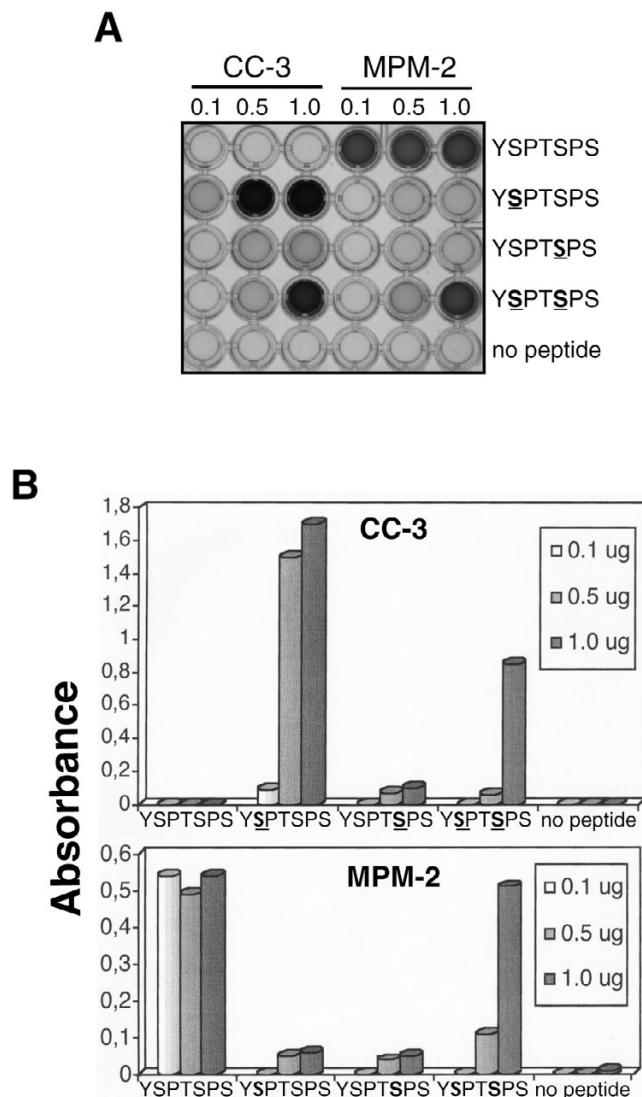 A
CC-3 MPM-2
0.1 0.5 1.0 0.1 0.5 1.0
YSPTSPS
YSPTSPS
YSPTSPS
YSPTSPS
no peptide
B
Absorbance
1,8
1,6
1,4
1,2
1
0,8
0,6
0,4
0,2
0
CC-3
0.1 ug
0.5 ug
1.0 ug
YSPTSPS YSPTSPS YSPTSPS YSPTSPS no peptide
0,6
0,5
0,4
0,3
0,2
0,1
0
MPM-2
0.1 ug
0.5 ug
1.0 ug
YSPTSPS YSPTSPS YSPTSPS YSPTSPS no peptide